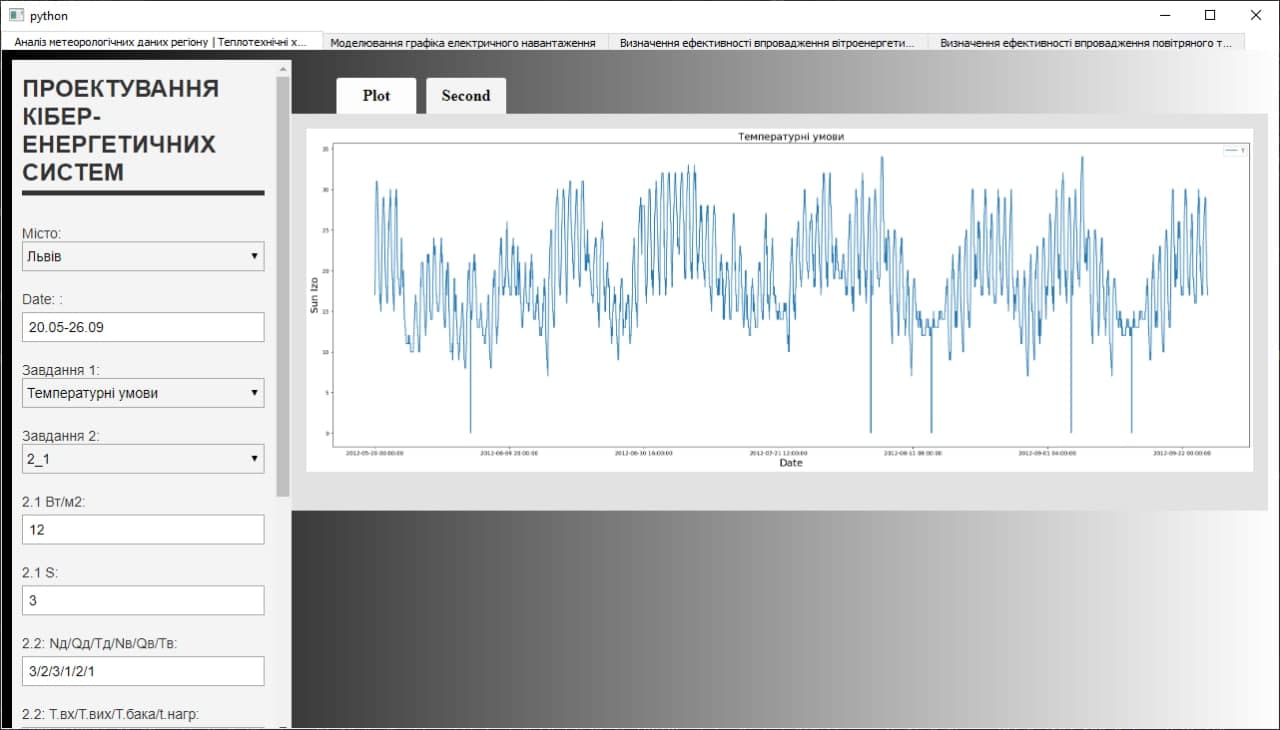 python
Аналіз метеорологічних даних регіону | Теплотехнічні х...
Моделювання графіка електричного навантаження
Визначення ефективності впровадження вітроенергети...
Визначення ефективності впровадження повітряного т...
ПРОЕКТУВАННЯ
КІБЕР-
ЕНЕРГЕТИЧНИХ
СИСТЕМ
Місто:
Львів
Date: :
20.05-26.09
Завдання 1:
Температурні умови
Завдання 2:
2_1
2.1 Вт/м2:
12
2.1 S:
3
2.2: Nд/Qд/Tд/Nв/Qв/Tв:
3/2/3/1/2/1
2.2: Т.вх/Т.вих/Т.бака/t.нагр:
Plot
Second
Температурні умови
T
Sun Izo
35
30
25
20
15
10
5
0
2012-05-20 00:00:00
2012-06-09 20:00:00
2012-06-30 16:00:00
2012-07-21 12:00:00
2012-08-11 08:00:00
2012-09-01 04:00:00
2012-09-22 00:00:00
Date